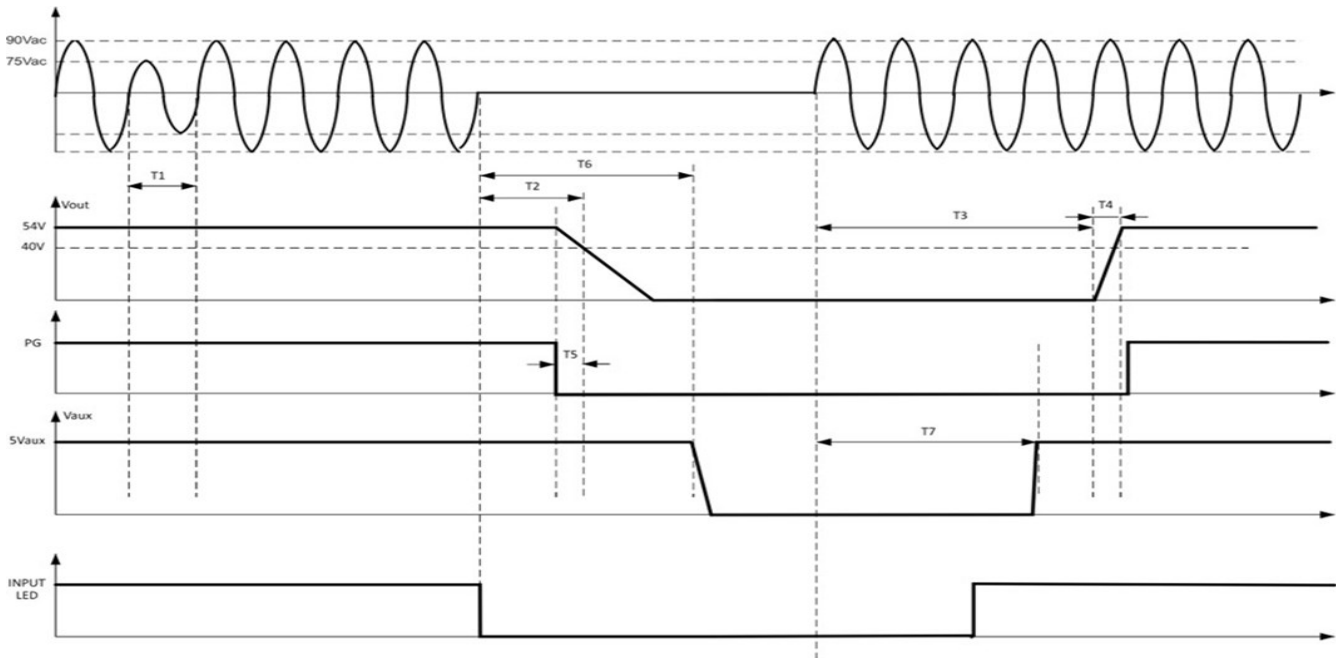 90Vac
75Vac
T1
T6
T2
Vout
54V
40V
T3
T4
PG
T5
Vaux
5Vaux
T7
INPUT
LED